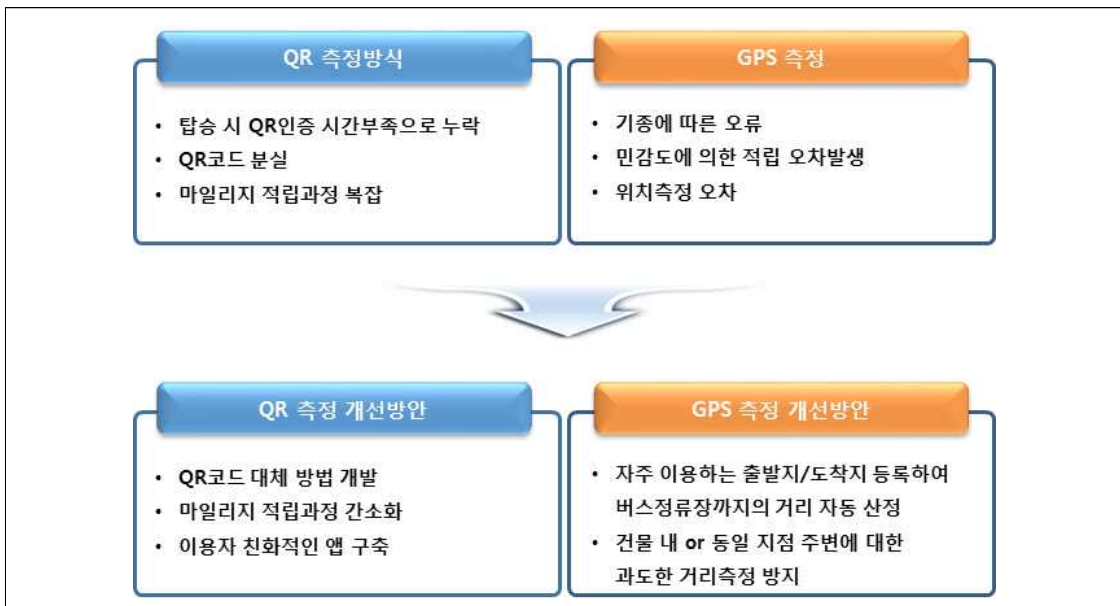 QR 측정방식
• 탑승 시 QR인증 시간부족으로 누락
• QR코드 분실
• 마일리지 적립과정 복잡
GPS 측정
• 기종에 따른 오류
• 민감도에 의한 적립 오차발생
• 위치측정 오차
QR 측정 개선방안
• QR코드 대체 방법 개발
• 마일리지 적립과정 간소화
• 이용자 친화적인 앱 구축
GPS 측정 개선방안
• 자주 이용하는 출발지/도착지 등록하여
버스정류장까지의 거리 자동 산정
• 건물 내 or 동일 지점 주변에 대한
과도한 거리측정 방지